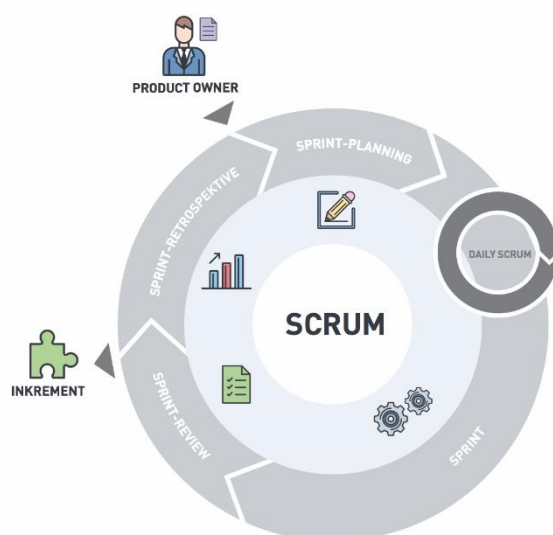 PRODUCT OWNER
SPRINT-PLANNING
SPRINT-RETROSPEKTIVE
DAILY SCRUM
SCRUM
INKREMENT
SPRINT-REVIEW
SPRINT